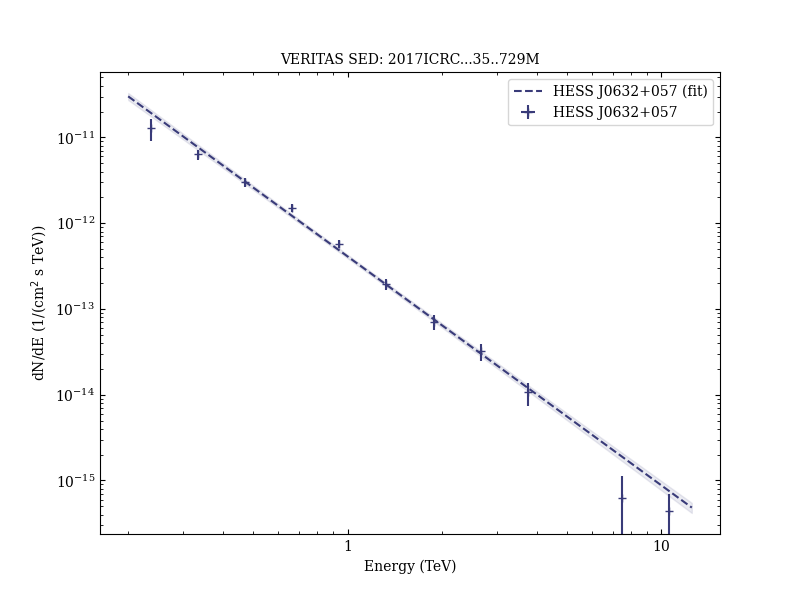 VERITAS SED: 2017ICRC...35..729M
HESS J0632+057 (fit)
HESS J0632+057
dN/dE (1/(cm² s TeV))
10⁻¹¹
10⁻¹²
10⁻¹³
10⁻¹⁴
10⁻¹⁵
1
10
Energy (TeV)